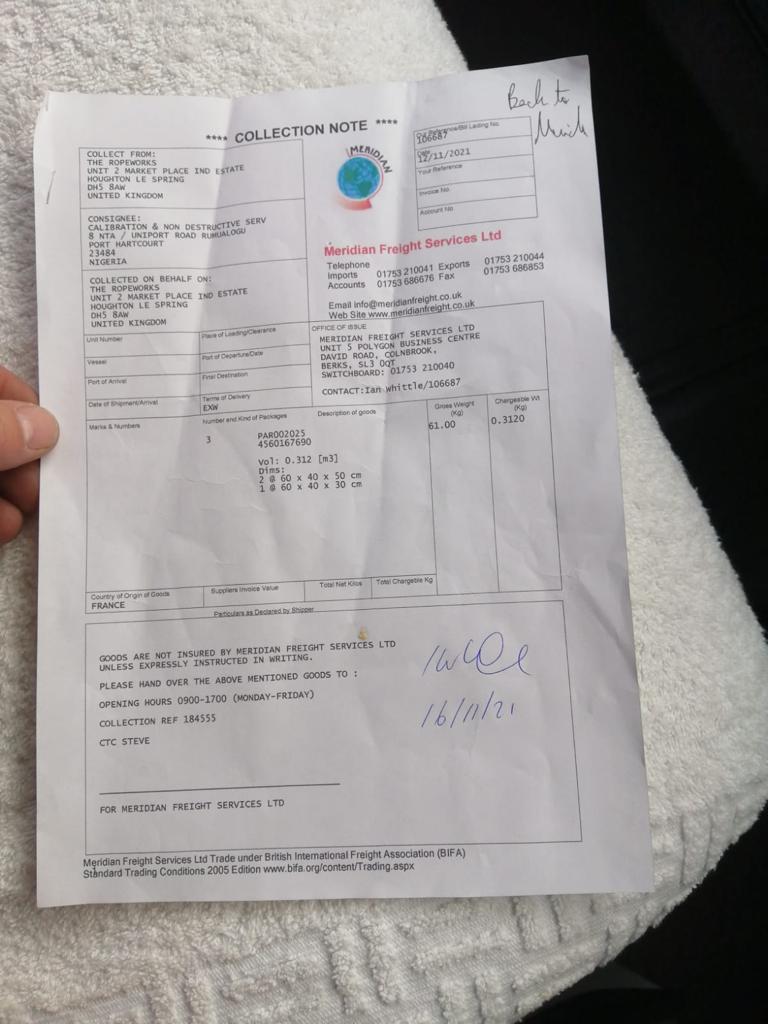 Back to
**** COLLECTION NOTE ****
COLLECT FROM:
THE ROPEWORKS
UNIT 2 MARKET PLACE IND ESTATE
HOUGHTON LE SPRING
DH5 8AW
UNITED KINGDOM
CONSIGNEE:
CALIBRATION & NON DESTRUCTIVE SERV
8 NTA / UNIPORT ROAD RUMUALOGU
PORT HARTCOURT
23484
NIGERIA
COLLECTED ON BEHALF ON:
THE ROPEWORKS
UNIT 2 MARKET PLACE IND ESTATE
HOUGHTON LE SPRING
DH5 8AW
UNITED KINGDOM
MERIDIAN
Our Reference/Bill Lading No.
106687
Date
12/11/2021
Your Reference
Invoice No.
Account No.
Meridian Freight Services Ltd
Telephone
Imports 01753 210041 Exports 01753 210044
Accounts 01753 686676 Fax 01753 686853
Email info@meridianfreight.co.uk
Web Site www.meridianfreight.co.uk
Unit Number
Place of Loading/Clearance
Vessel
Port of Departure/Date
Port of Arrival
Final Destination
Date of Shipment/Arrival
Terms of Delivery
EXW
OFFICE OF ISSUE
MERIDIAN FREIGHT SERVICES LTD
UNIT 5 POLYGON BUSINESS CENTRE
DAVID ROAD, COLNBROOK,
BERKS, SL3 0QT
SWITCHBOARD: 01753 210040
CONTACT:Ian Whittle/106687
Marks & Numbers
Number and Kind of Packages
Description of goods
Gross Weight (Kg)
Chargeable Wt (Kg)
3
PAR002025
4560167690
61.00
0.3120
Vol: 0.312 [m3]
Dims:
2 @ 60 x 40 x 50 cm
1 @ 60 x 40 x 30 cm
Country of Origin of Goods
FRANCE
Suppliers Invoice Value
Total Net Kilos
Total Chargeable Kg
Particulars as Declared by Shipper
GOODS ARE NOT INSURED BY MERIDIAN FREIGHT SERVICES LTD
UNLESS EXPRESSLY INSTRUCTED IN WRITING.
PLEASE HAND OVER THE ABOVE MENTIONED GOODS TO :
OPENING HOURS 0900-1700 (MONDAY-FRIDAY)
COLLECTION REF 184555
CTC STEVE
16/11/21
FOR MERIDIAN FREIGHT SERVICES LTD
Meridian Freight Services Ltd Trade under British International Freight Association (BIFA)
Standard Trading Conditions 2005 Edition www.bifa.org/content/Trading.aspx